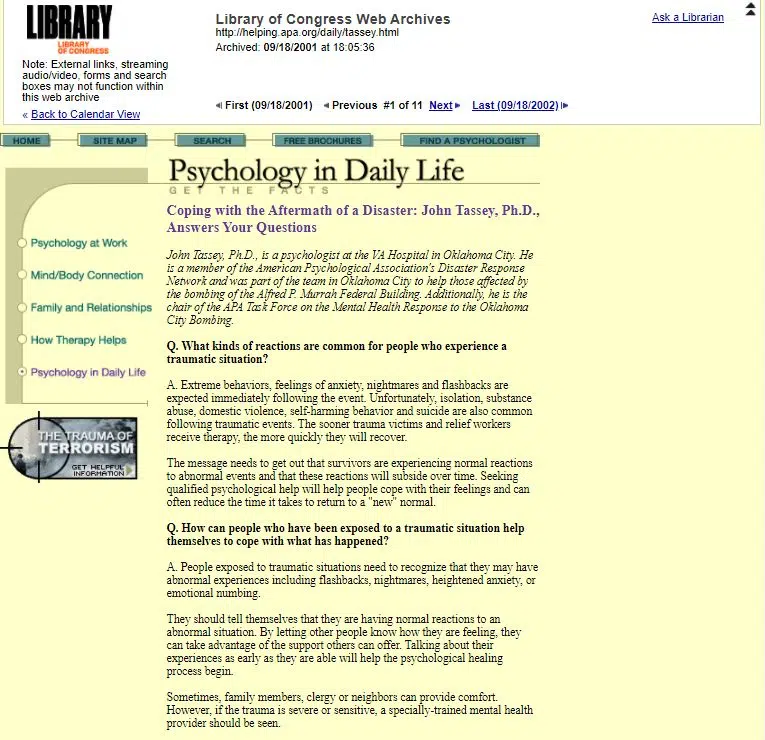 LIBRARY
LIBRARY
OF CONGRESS
Note: External links, streaming
audio/video, forms and search
boxes may not function within
this web archive
« Back to Calendar View
Library of Congress Web Archives
http://helping.apa.org/daily/tassey.html
Archived: 09/18/2001 at 18:05:36
First (09/18/2001) Previous #1 of 11 Next Last (09/18/2002)
Ask a Librarian
HOME SITE MAP SEARCH FREE BROCHURES FIND A PSYCHOLOGIST
Psychology in Daily Life
GET THE FACTS
Psychology at Work
Mind/Body Connection
Family and Relationships
How Therapy Helps
Psychology in Daily Life
THE TRAUMA OF
TERRORISM
GET HELPFUL
INFORMATION
Coping with the Aftermath of a Disaster: John Tassey, Ph.D.,
Answers Your Questions
John Tassey, Ph.D., is a psychologist at the VA Hospital in Oklahoma City. He
is a member of the American Psychological Association's Disaster Response
Network and was part of the team in Oklahoma City to help those affected by
the bombing of the Alfred P. Murrah Federal Building. Additionally, he is the
chair of the APA Task Force on the Mental Health Response to the Oklahoma
City Bombing.
Q. What kinds of reactions are common for people who experience a
traumatic situation?
A. Extreme behaviors, feelings of anxiety, nightmares and flashbacks are
expected immediately following the event. Unfortunately, isolation, substance
abuse, domestic violence, self-harming behavior and suicide are also common
following traumatic events. The sooner trauma victims and relief workers
receive therapy, the more quickly they will recover.
The message needs to get out that survivors are experiencing normal reactions
to abnormal events and that these reactions will subside over time. Seeking
qualified psychological help will help people cope with their feelings and can
often reduce the time it takes to return to a "new" normal.
Q. How can people who have been exposed to a traumatic situation help
themselves to cope with what has happened?
A. People exposed to traumatic situations need to recognize that they may have
abnormal experiences including flashbacks, nightmares, heightened anxiety, or
emotional numbing.
They should tell themselves that they are having normal reactions to an
abnormal situation. By letting other people know how they are feeling, they
can take advantage of the support others can offer. Talking about their
experiences as early as they are able will help the psychological healing
process begin.
Sometimes, family members, clergy or neighbors can provide comfort.
However, if the trauma is severe or sensitive, a specially-trained mental health
provider should be seen.